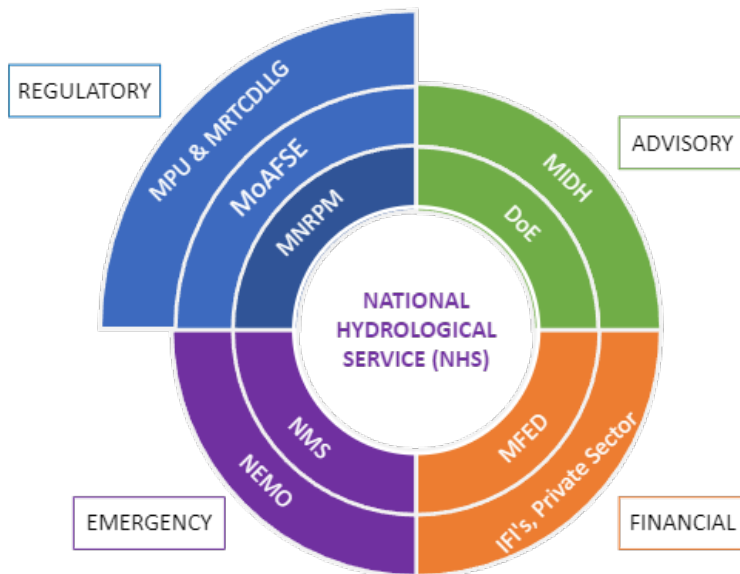 REGULATORY
MPU & MRTCDLLG
MoAFSE
MNRPM
ADVISORY
MIDH
DoE
NATIONAL
HYDROLOGICAL
SERVICE (NHS)
NMS
NEMO
EMERGENCY
MFED
IFI's, Private Sector
FINANCIAL